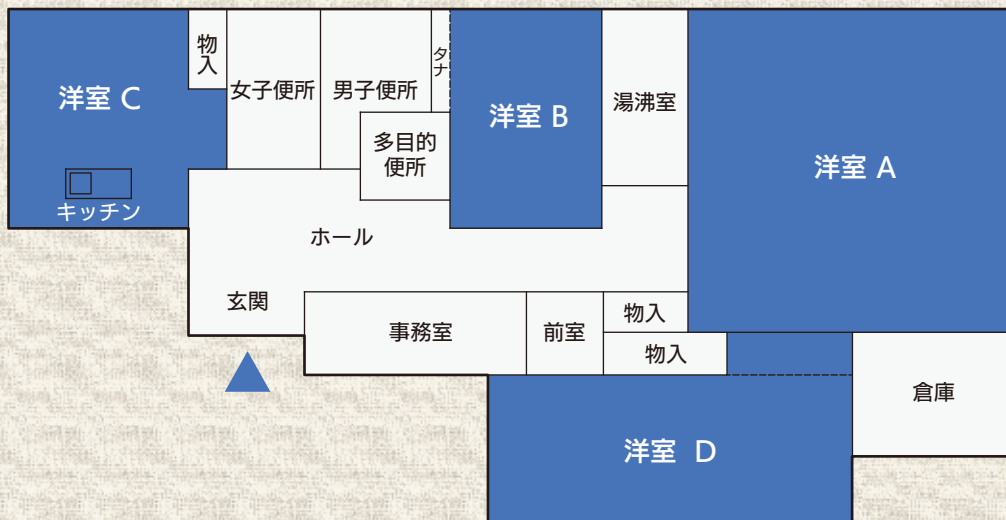 物入
タナ
女子便所
男子便所
洋室 C
洋室 B
湯沸室
多目的
便所
洋室 A
キッチン
ホール
玄関
物入
事務室
前室
物入
倉庫
洋室 D